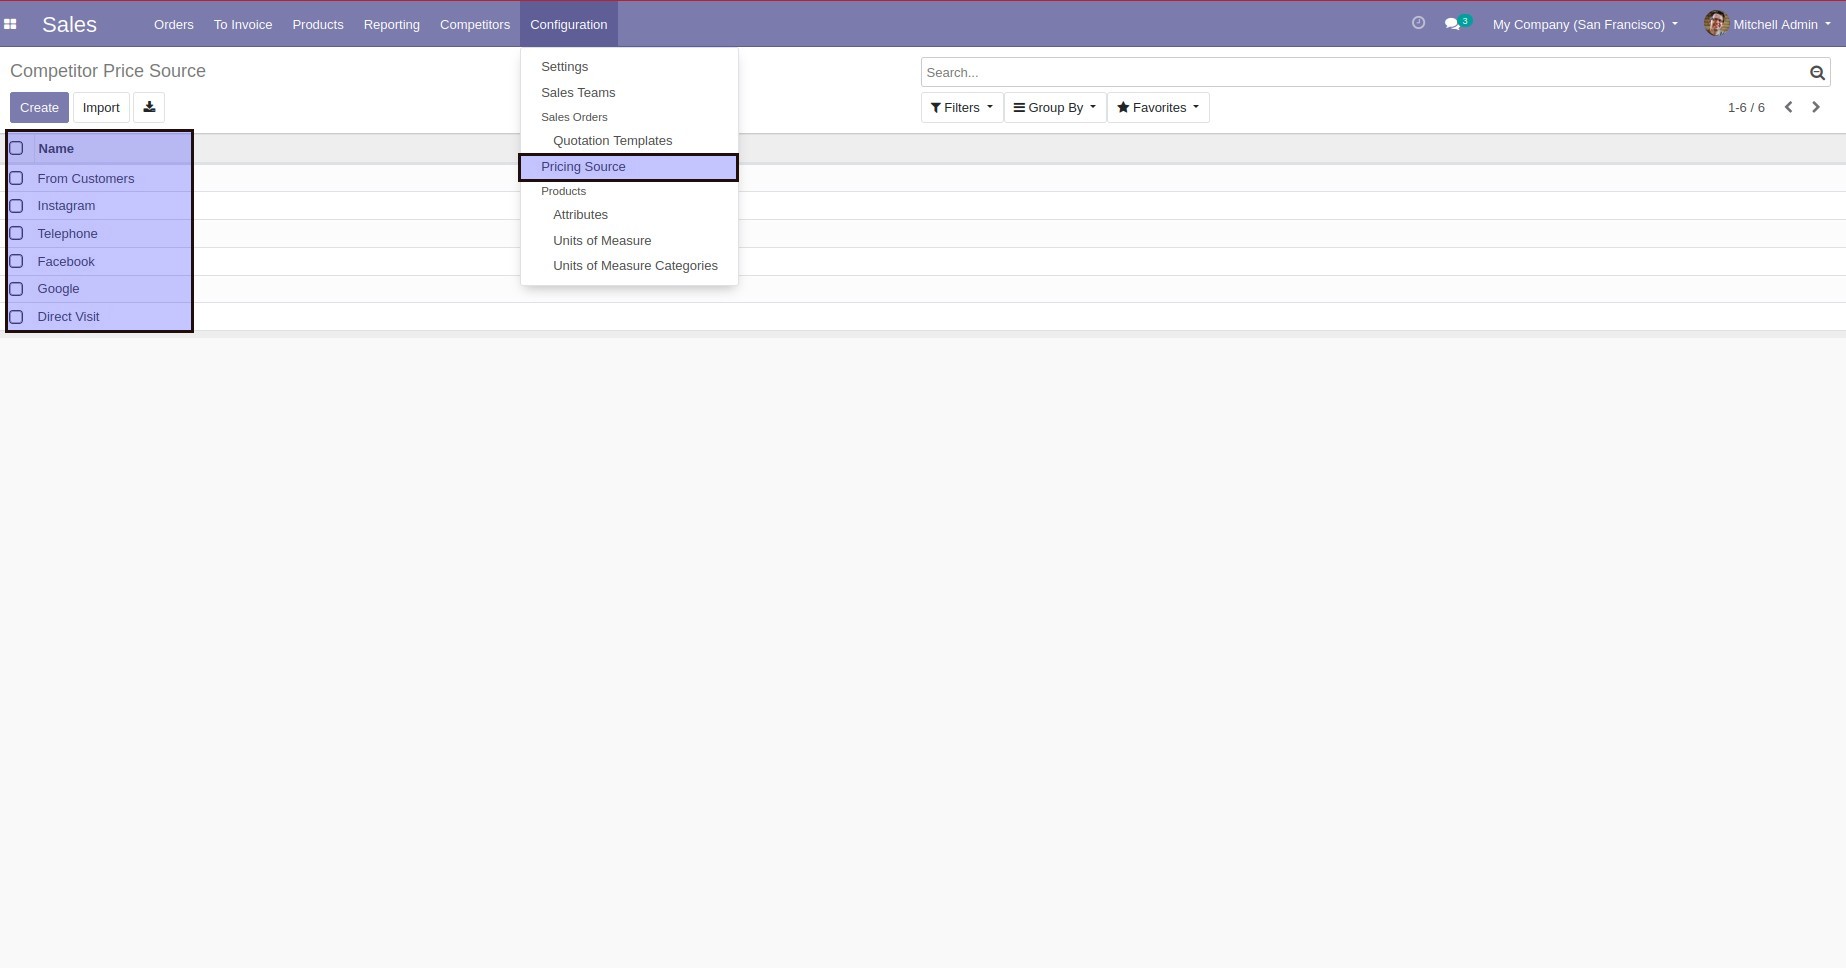 Sales Orders To Invoice Products Reporting Competitors Configuration 3 My Company (San Francisco) Mitchell Admin
Competitor Price Source
Search...
Create Import
Filters Group By Favorites 1-6 / 6
Settings
Sales Teams
Sales Orders
Quotation Templates
Pricing Source
Products
Attributes
Units of Measure
Units of Measure Categories
Name
From Customers
Instagram
Telephone
Facebook
Google
Direct Visit